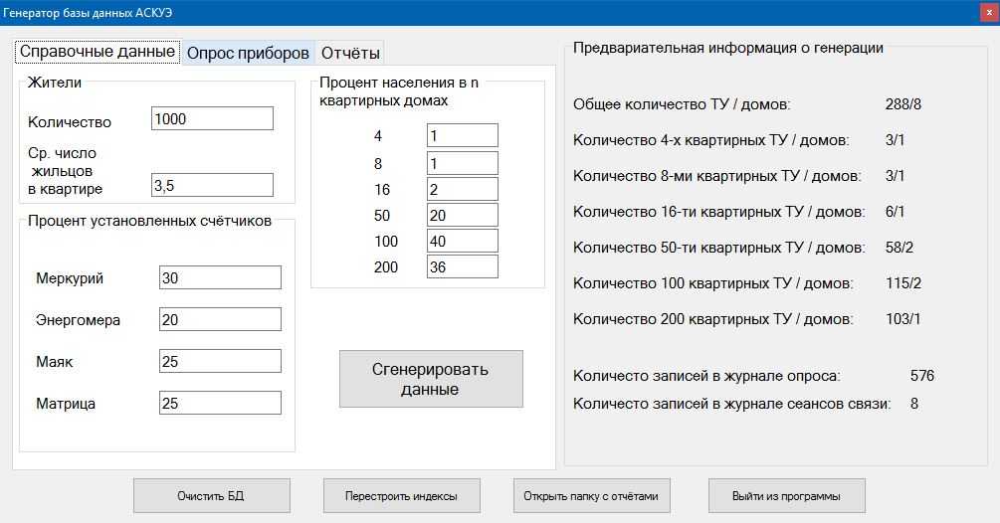 Генератор базы данных АСКУЭ
x
Справочные данные
Опрос приборов
Отчёты
Жители
Количество
1000
Ср. число
жильцов
в квартире
3,5
Процент установленных счётчиков
Меркурий
30
Энергомера
20
Маяк
25
Матрица
25
Процент населения в n
квартирных домах
4
1
8
1
16
2
50
20
100
40
200
36
Сгенерировать
данные
Предвариательная информация о генерации
Общее количество ТУ / домов:
288/8
Количество 4-х квартирных ТУ / домов:
3/1
Количество 8-ми квартирных ТУ / домов:
3/1
Количество 16-ти квартирных ТУ / домов:
6/1
Количество 50-ти квартирных ТУ / домов:
58/2
Количество 100 квартирных ТУ / домов:
115/2
Количество 200 квартирных ТУ / домов:
103/1
Количесто записей в журнале опроса:
576
Количесто записей в журнале сеансов связи:
8
Очистить БД
Перестроить индексы
Открыть папку с отчётами
Выйти из программы